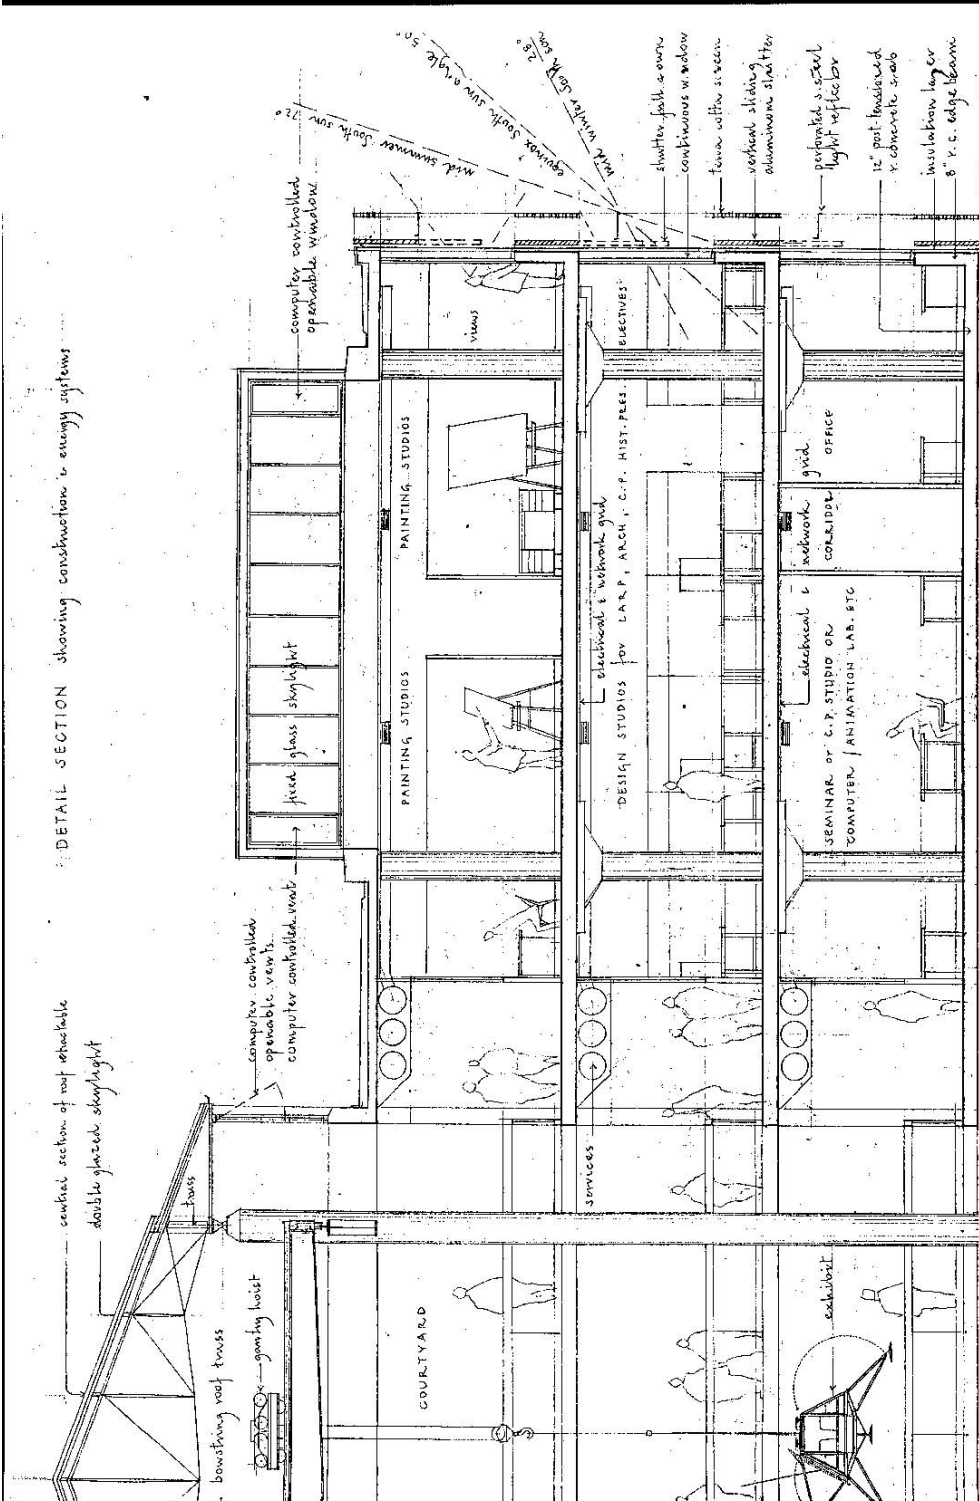 DETAIL SECTION showing construction & energy systems
central section of roof retractable
double glazed skylight
truss
bowstring roof truss
gantry hoist
computer controlled
openable vents
computer controlled vent
fixed glass skylight
computer controlled
openable window
mid summer South sun 72°
equinox South sun angle 50°
mid winter South sun
28°
shutter full down
continuous window
terra cotta screen
vertical sliding
aluminum shutter
perforated s. steel
light reflector
12" post-tensioned
r. concrete slab
insulation layer
8" r.c. edge beam
PAINTING STUDIOS
PAINTING STUDIOS
views
electrical & network grid
DESIGN STUDIOS for LARP, ARCH, C.P. HIST. PRES. ELECTIVES
electrical & network grid
SEMINAR or C.P. STUDIO OR
COMPUTER / ANIMATION LAB. ETC
CORRIDOR
OFFICE
services
COURTYARD
exhibit